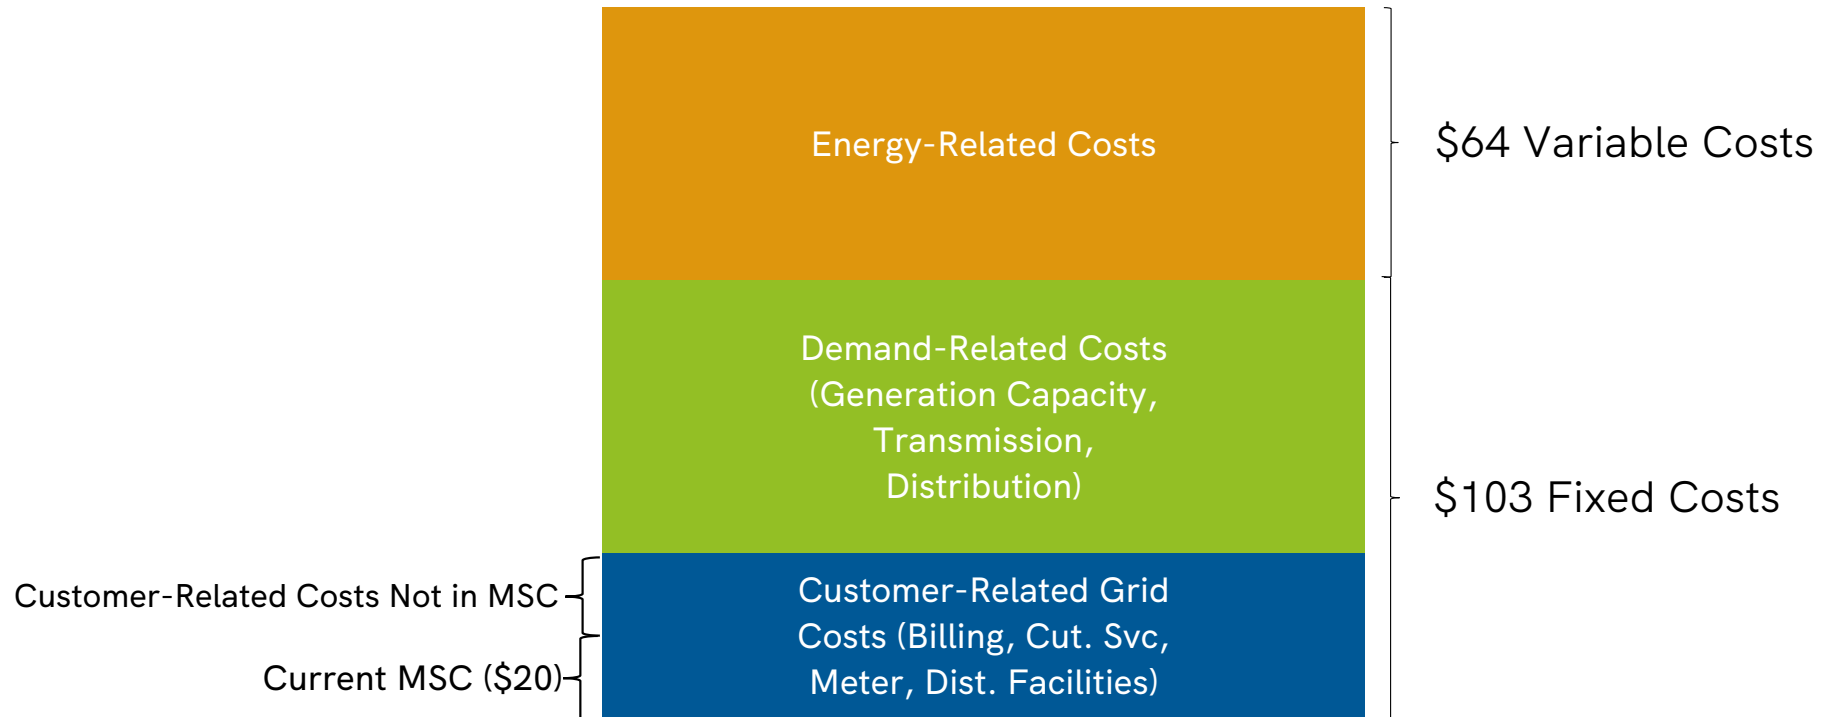 Energy-Related Costs
$64 Variable Costs
Demand-Related Costs
(Generation Capacity,
Transmission,
Distribution)
$103 Fixed Costs
Customer-Related Costs Not in MSC
Current MSC ($20)
Customer-Related Grid
Costs (Billing, Cut. Svc,
Meter, Dist. Facilities)